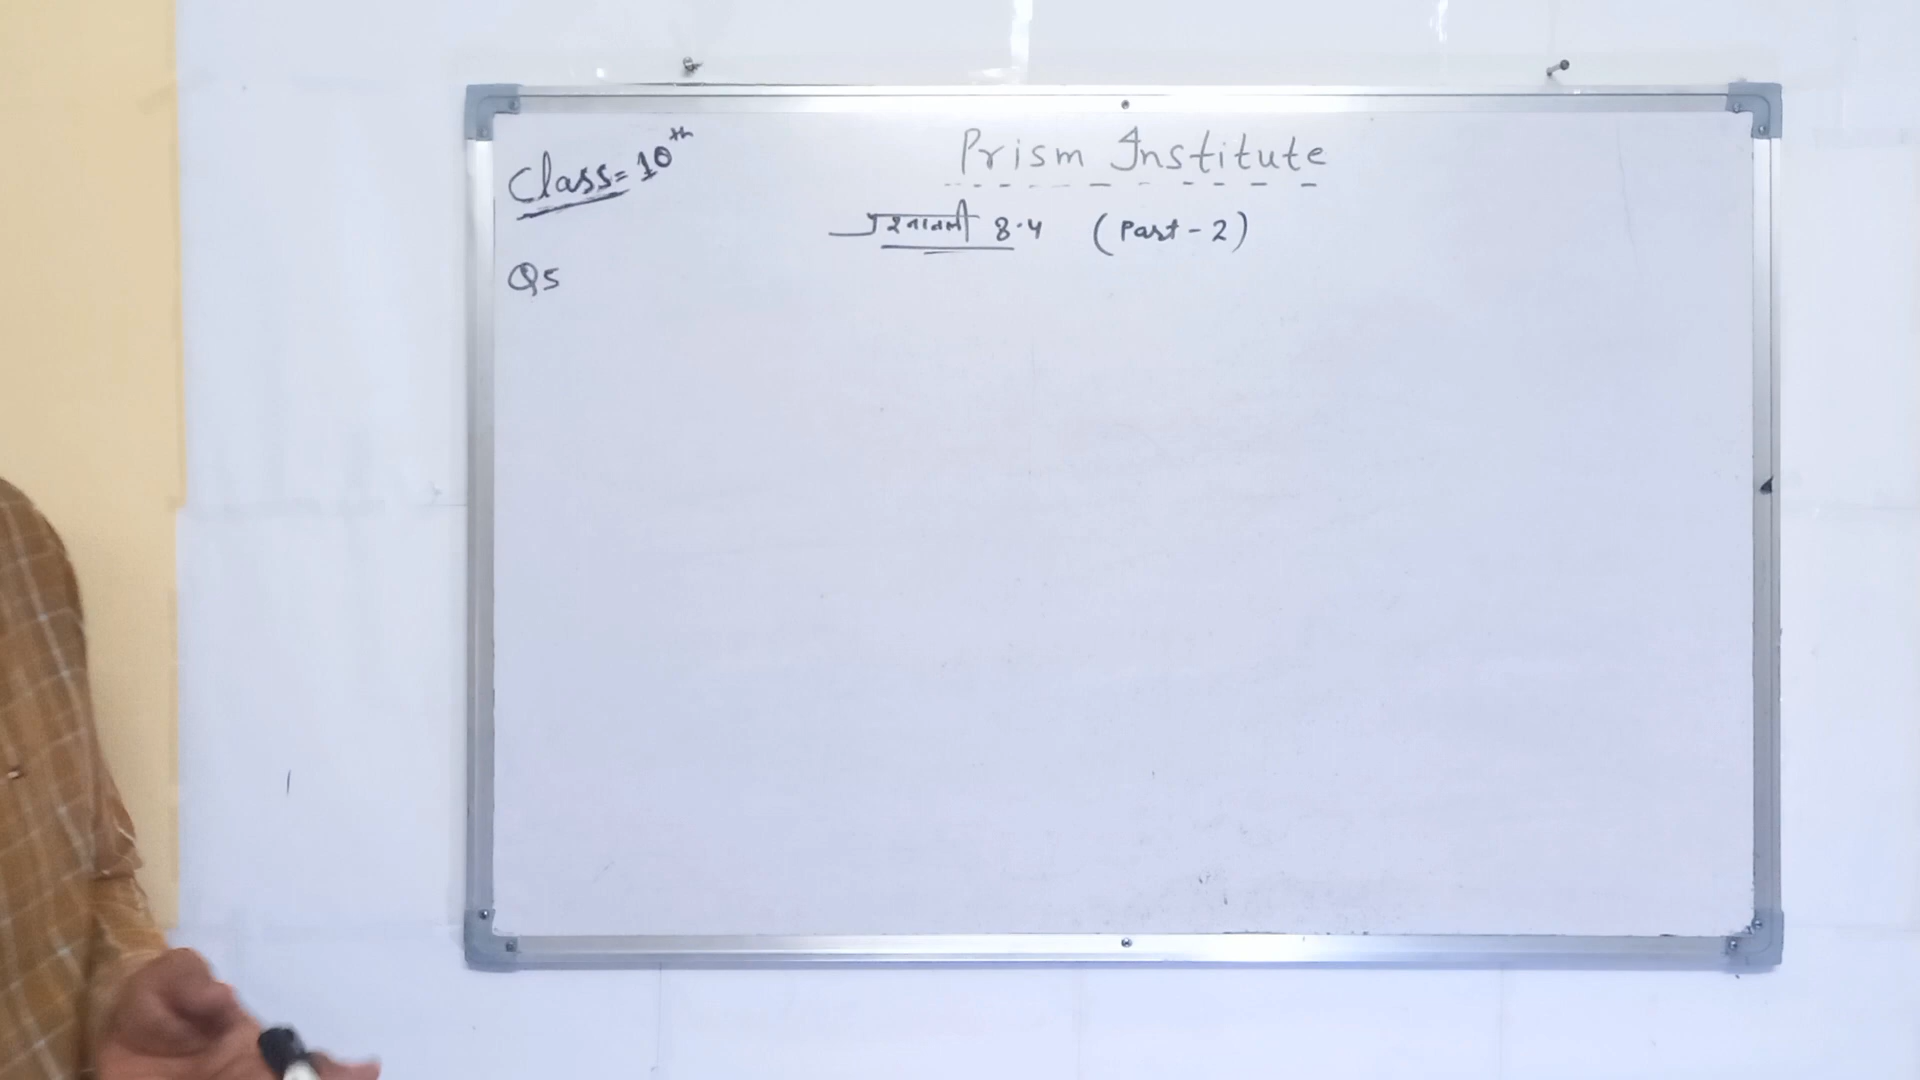 Class = 10th
Prism Institute
प्रश्नावली 8.4 (Part - 2)
Q5